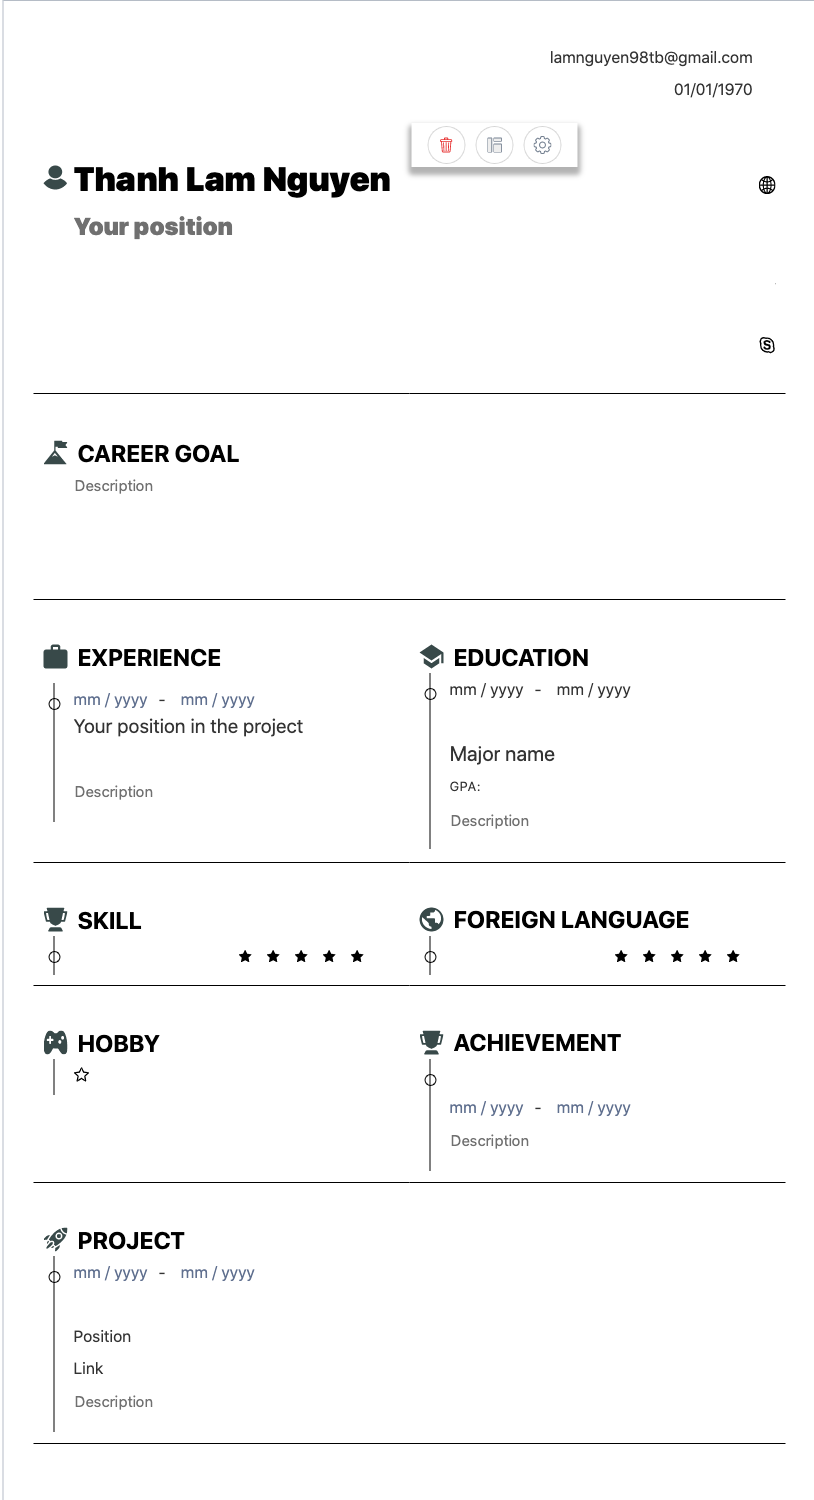 lamnguyen98tb@gmail.com
01/01/1970
Thanh Lam Nguyen
Your position
CAREER GOAL
Description
EXPERIENCE
mm / yyyy - mm / yyyy
Your position in the project
Description
EDUCATION
mm / yyyy - mm / yyyy
Major name
GPA:
Description
SKILL
FOREIGN LANGUAGE
HOBBY
ACHIEVEMENT
mm / yyyy - mm / yyyy
Description
PROJECT
mm / yyyy - mm / yyyy
Position
Link
Description